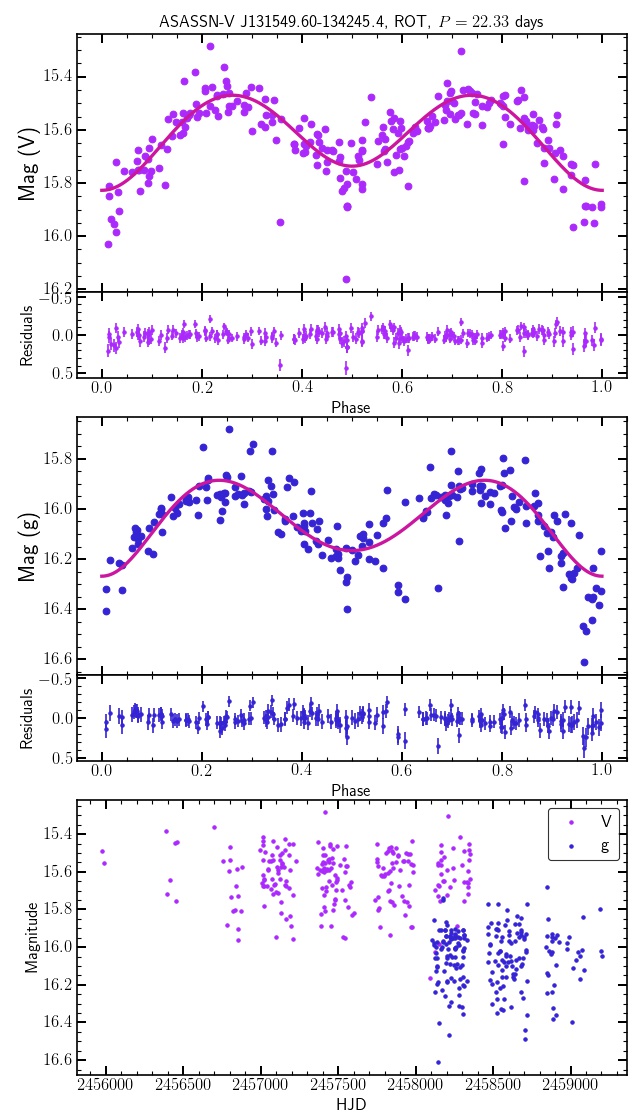 ASASSN-V J131549.60-134245.4, ROT, P = 22.33 days
15.4
15.6
15.8
16.0
16.2
Mag (V)
−0.5
0.0
0.5
Residuals
0.0 0.2 0.4 0.6 0.8 1.0
Phase
15.8
16.0
16.2
16.4
16.6
Mag (g)
−0.5
0.0
0.5
Residuals
0.0 0.2 0.4 0.6 0.8 1.0
Phase
V
g
15.4
15.6
15.8
16.0
16.2
16.4
16.6
Magnitude
2456000 2456500 2457000 2457500 2458000 2458500 2459000
HJD